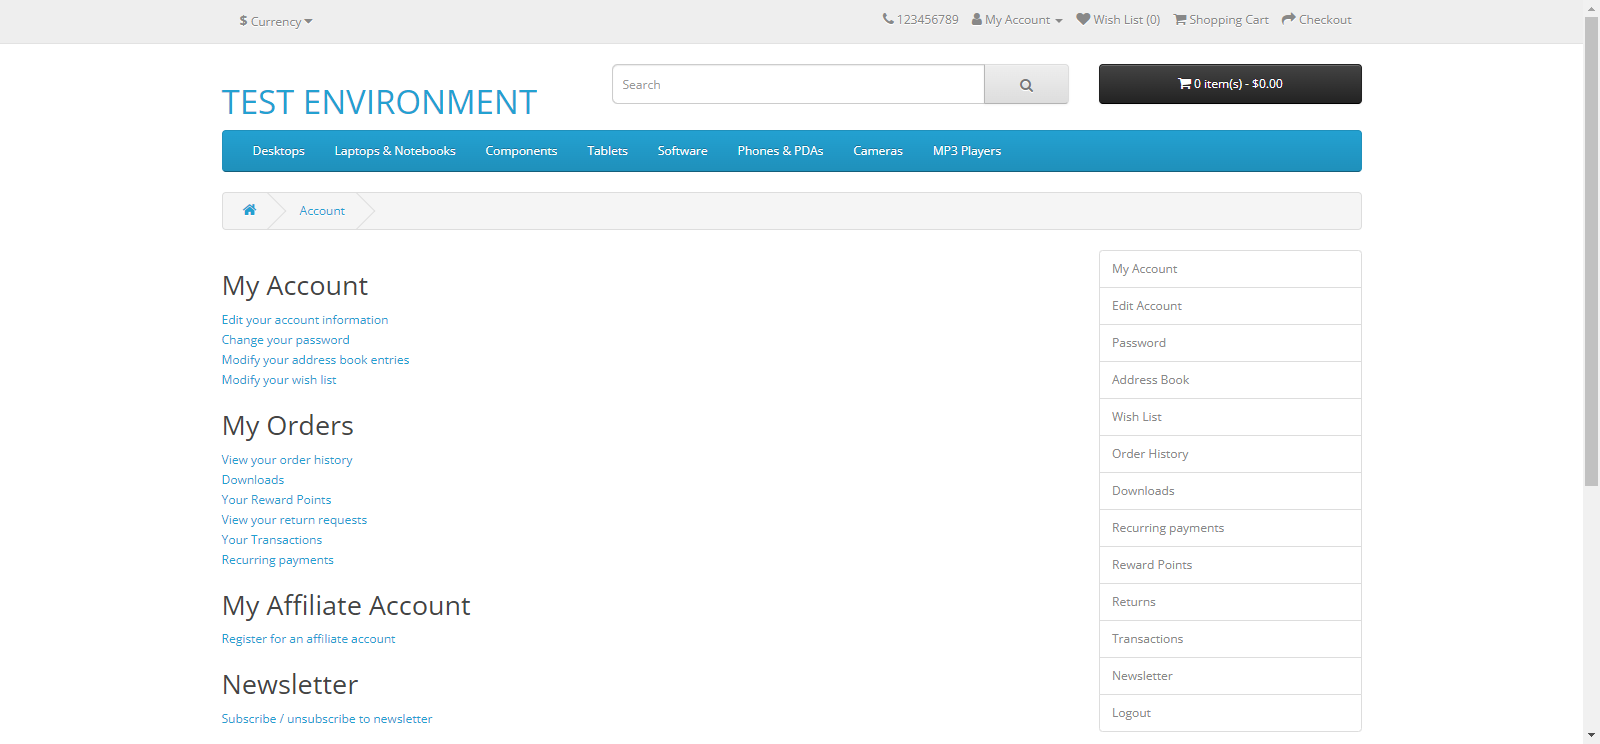 $ Currency
123456789 My Account Wish List (0) Shopping Cart Checkout
TEST ENVIRONMENT
Search
0 item(s) - $0.00
Desktops Laptops & Notebooks Components Tablets Software Phones & PDAs Cameras MP3 Players
Account
My Account
Edit your account information
Change your password
Modify your address book entries
Modify your wish list
My Orders
View your order history
Downloads
Your Reward Points
View your return requests
Your Transactions
Recurring payments
My Affiliate Account
Register for an affiliate account
Newsletter
Subscribe / unsubscribe to newsletter
My Account
Edit Account
Password
Address Book
Wish List
Order History
Downloads
Recurring payments
Reward Points
Returns
Transactions
Newsletter
Logout